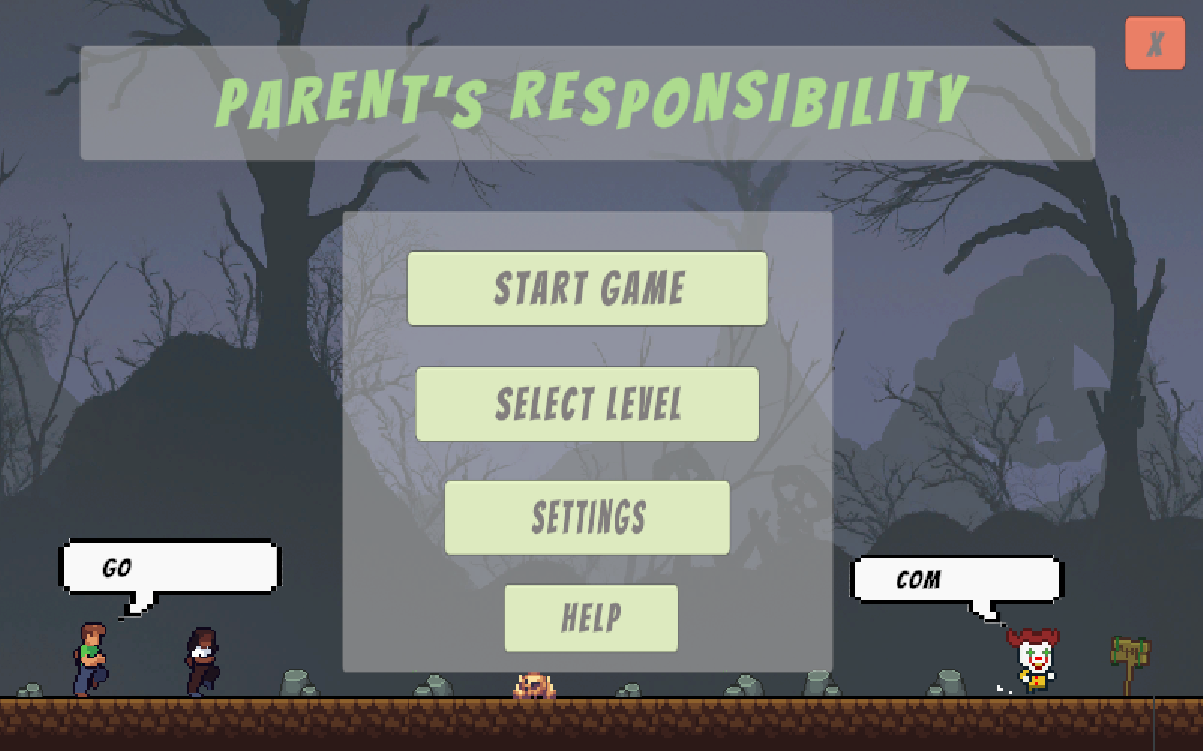 X
PARENT'S RESPONSIBILITY
START GAME
SELECT LEVEL
SETTINGS
HELP
GO
COM